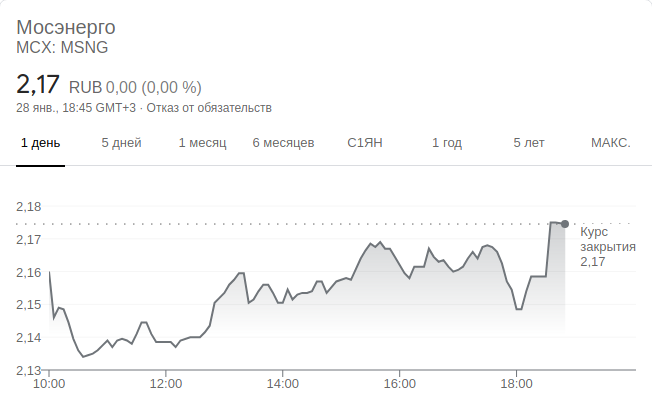 Мосэнерго
MCX: MSNG
2,17 RUB 0,00 (0,00 %)
28 янв., 18:45 GMT+3 · Отказ от обязательств
1 день 5 дней 1 месяц 6 месяцев С1ЯН 1 год 5 лет МАКС.
2,18
2,17
2,16
2,15
2,14
2,13
Курс
закрытия
2,17
10:00 12:00 14:00 16:00 18:00